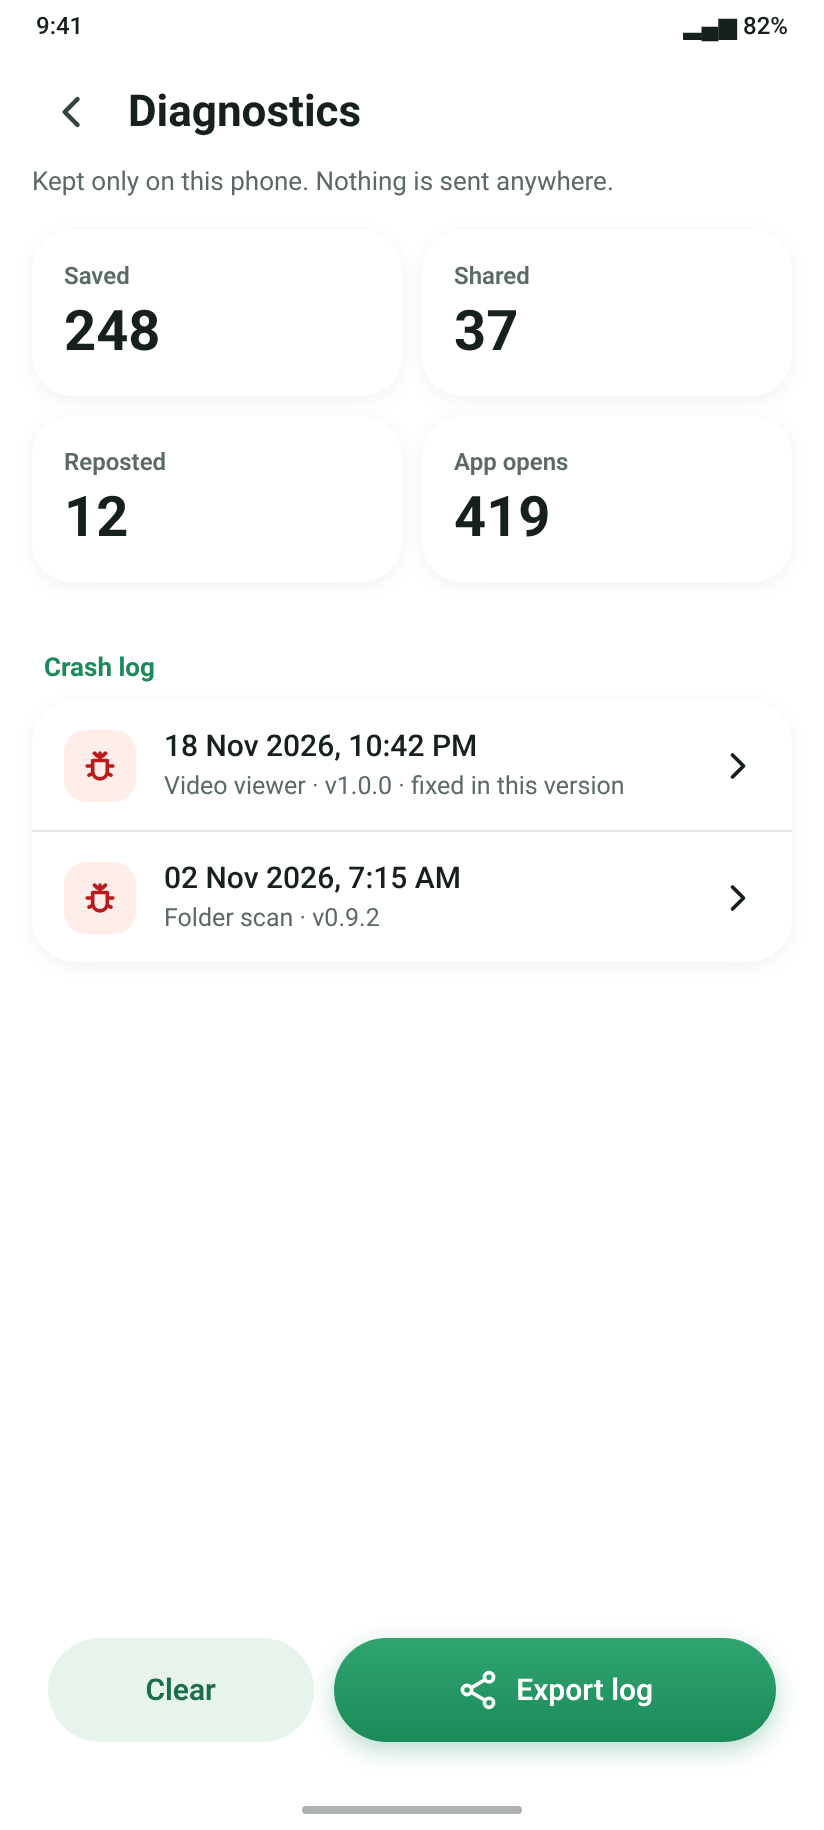 9:41
82%
Diagnostics
Kept only on this phone. Nothing is sent anywhere.
Saved
248
Shared
37
Reposted
12
App opens
419
Crash log
18 Nov 2026, 10:42 PM
Video viewer · v1.0.0 · fixed in this version
02 Nov 2026, 7:15 AM
Folder scan · v0.9.2
Clear
Export log